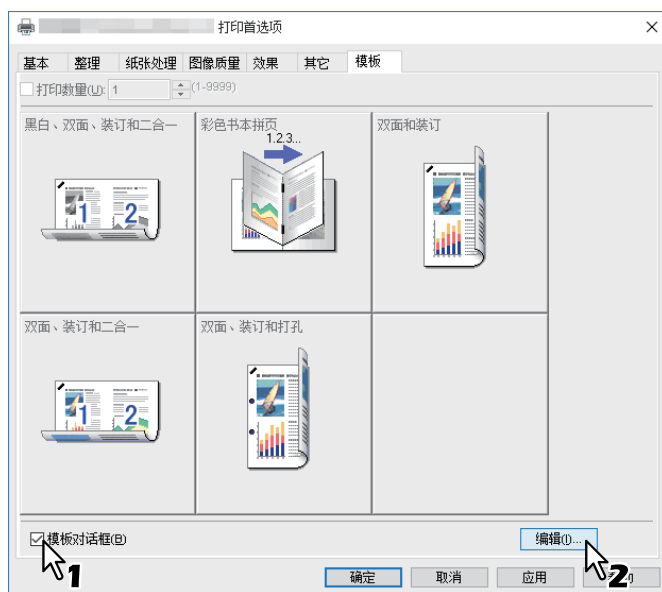 打印首选项
基本 整理 纸张处理 图像质量 效果 其它 模板
打印数量(U): 1 (1-9999)
黑白、双面、装订和二合一 彩色书本拼页 双面和装订
1.2.3...
1 2
双面、装订和二合一 双面、装订和打孔
1 2
模板对话框(B) 编辑(I)...
1 2
确定 取消 应用